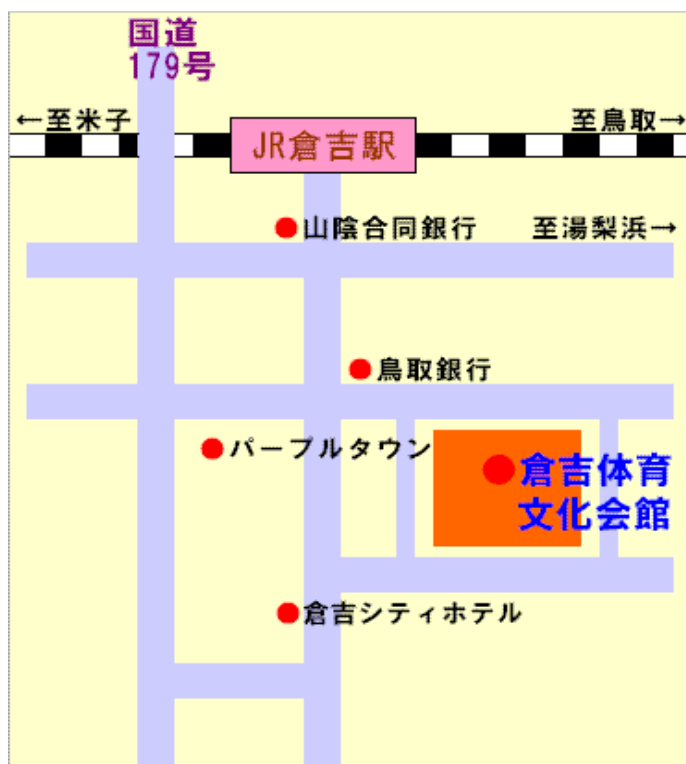 国道
179号
←至米子
至鳥取→
JR倉吉駅
山陰合同銀行
至湯梨浜→
鳥取銀行
パープルタウン
倉吉体育
文化会館
倉吉シティホテル